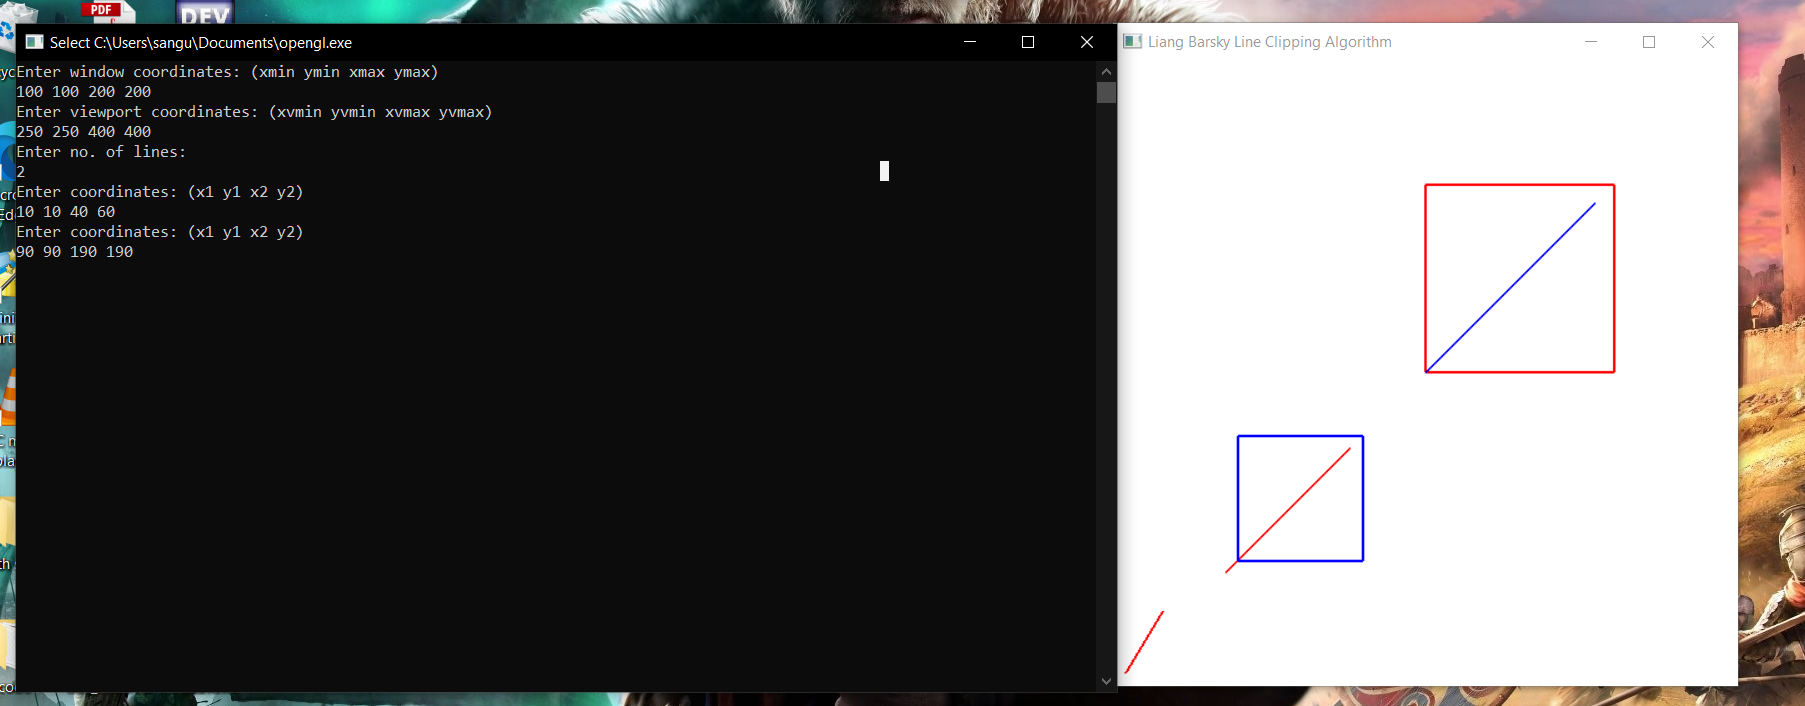 PDF
DEV
Select C:\Users\sangu\Documents\opengl.exe
Liang Barsky Line Clipping Algorithm
Enter window coordinates: (xmin ymin xmax ymax)
100 100 200 200
Enter viewport coordinates: (xvmin yvmin xvmax yvmax)
250 250 400 400
Enter no. of lines:
2
Enter coordinates: (x1 y1 x2 y2)
10 10 40 60
Enter coordinates: (x1 y1 x2 y2)
90 90 190 190